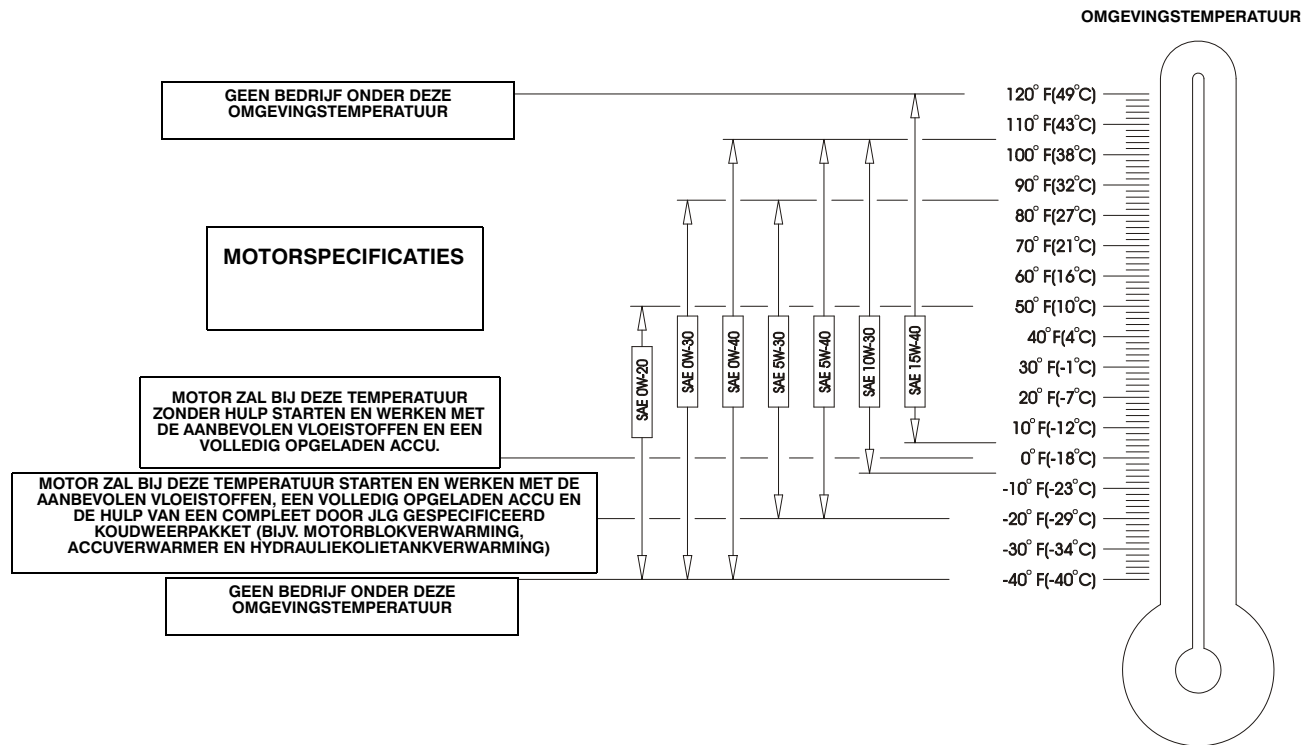 OMGEVINGSTEMPERATUUR
GEEN BEDRIJF ONDER DEZE
OMGEVINGSTEMPERATUUR
MOTORSPECIFICATIES
MOTOR ZAL BIJ DEZE TEMPERATUUR
ZONDER HULP STARTEN EN WERKEN MET
DE AANBEVOLEN VLOEISTOFFEN EN EEN
VOLLEDIG OPGELADEN ACCU.
MOTOR ZAL BIJ DEZE TEMPERATUUR STARTEN EN WERKEN MET DE
AANBEVOLEN VLOEISTOFFEN, EEN VOLLEDIG OPGELADEN ACCU EN
DE HULP VAN EEN COMPLEET DOOR JLG GESPECIFICEERD
KOUDWEERPAKKET (BIJV. MOTORBLOKVERWARMING,
ACCUVERWARMER EN HYDRAULIEKOLIETANKVERWARMING)
GEEN BEDRIJF ONDER DEZE
OMGEVINGSTEMPERATUUR
SAE 0W-20
SAE 0W-30
SAE 0W-40
SAE 5W-30
SAE 5W-40
SAE 10W-30
SAE 15W-40
120° F(49°C)
110° F(43°C)
100° F(38°C)
90° F(32°C)
80° F(27°C)
70° F(21°C)
60° F(16°C)
50° F(10°C)
40°F(4°C)
30° F(-1°C)
20° F(-7°C)
10°F(-12°C)
0° F(-18°C)
-10° F(-23°C)
-20° F(-29°C)
-30° F(-34°C)
-40° F(-40°C)